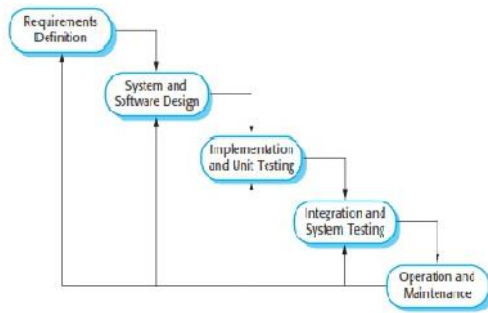 Requirements
Definition
System and
Software Design
Implementation
and Unit Testing
Integration and
System Testing
Operation and
Maintenance